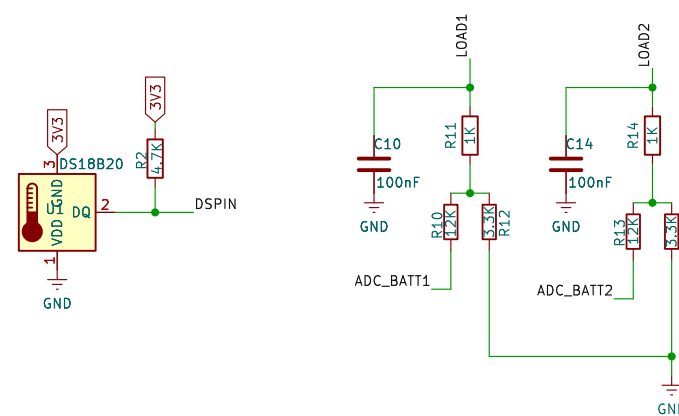 3V3
3
DS18B20
VDD
U1
GND
DQ
2
1
GND
3V3
R2
4.7K
DSPIN
LOAD1
C10
100nF
GND
R11
1K
R10
12K
3.3K
R12
ADC_BATT1
LOAD2
C14
100nF
GND
R14
1K
R13
12K
3.3K
ADC_BATT2